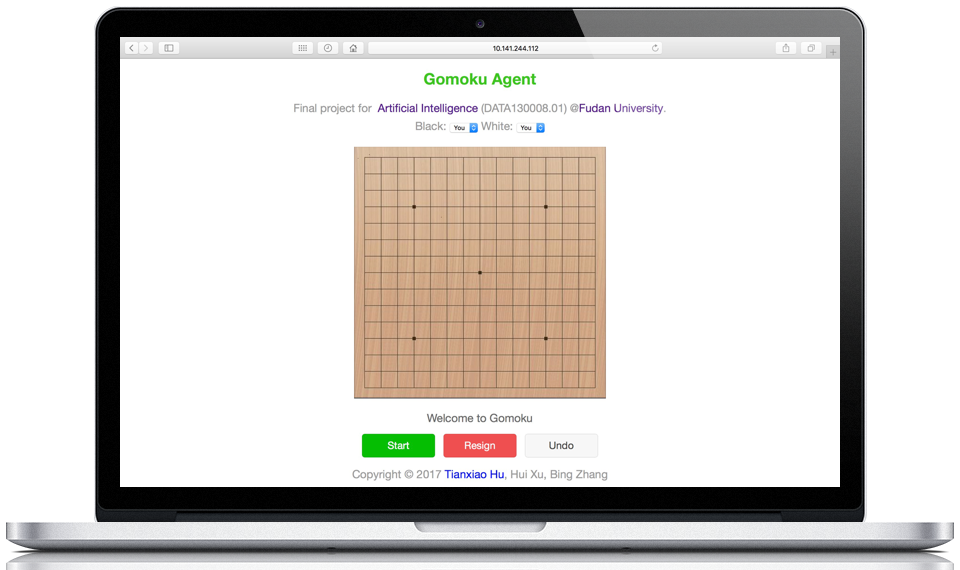 10.141.244.112
Gomoku Agent
Final project for Artificial Intelligence (DATA130008.01) @Fudan University.
Black: You White: You
Welcome to Gomoku
Start Resign Undo
Copyright © 2017 Tianxiao Hu, Hui Xu, Bing Zhang